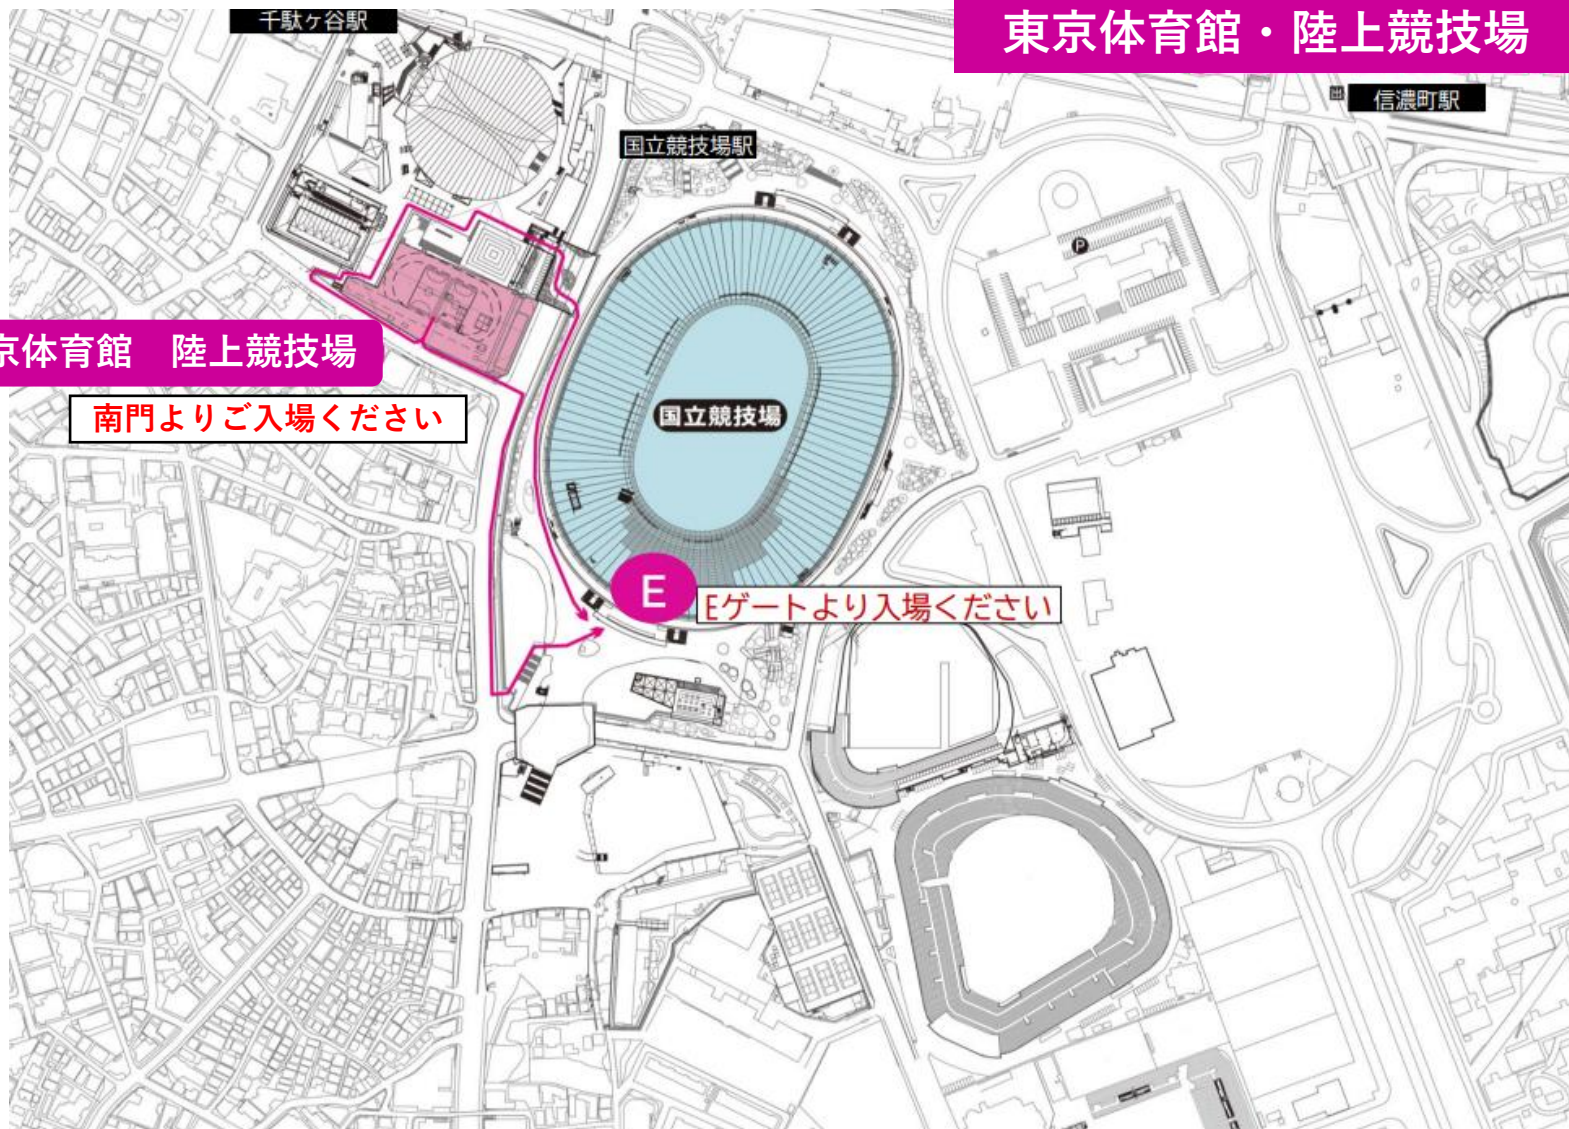 千駄ヶ谷駅
東京体育館・陸上競技場
信濃町駅
国立競技場駅
P
京体育館　陸上競技場
南門よりご入場ください
国立競技場
E
Eゲートより入場ください